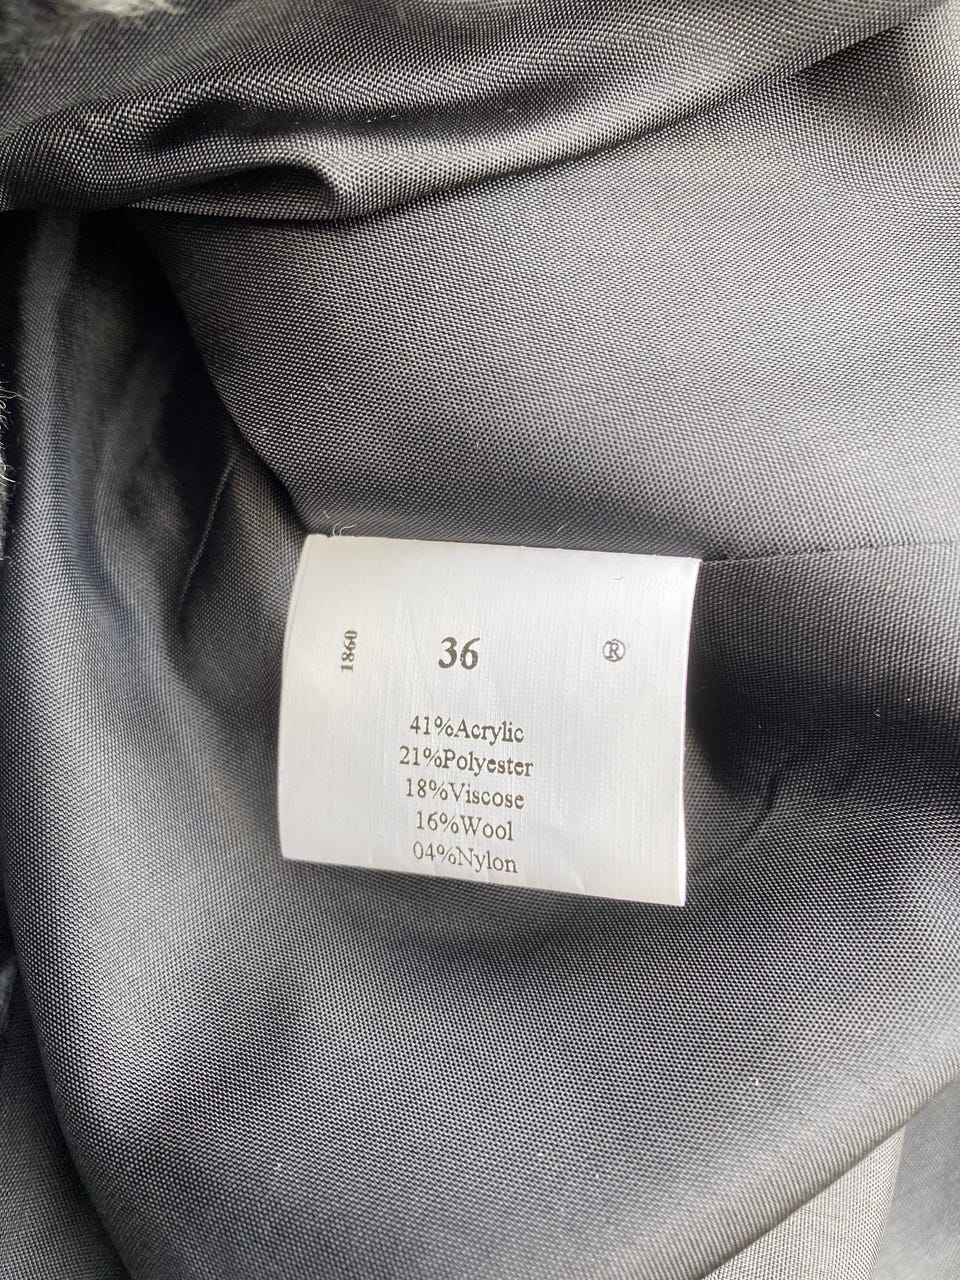 1860
36
®
41%Acrylic
21%Polyester
18%Viscose
16%Wool
04%Nylon